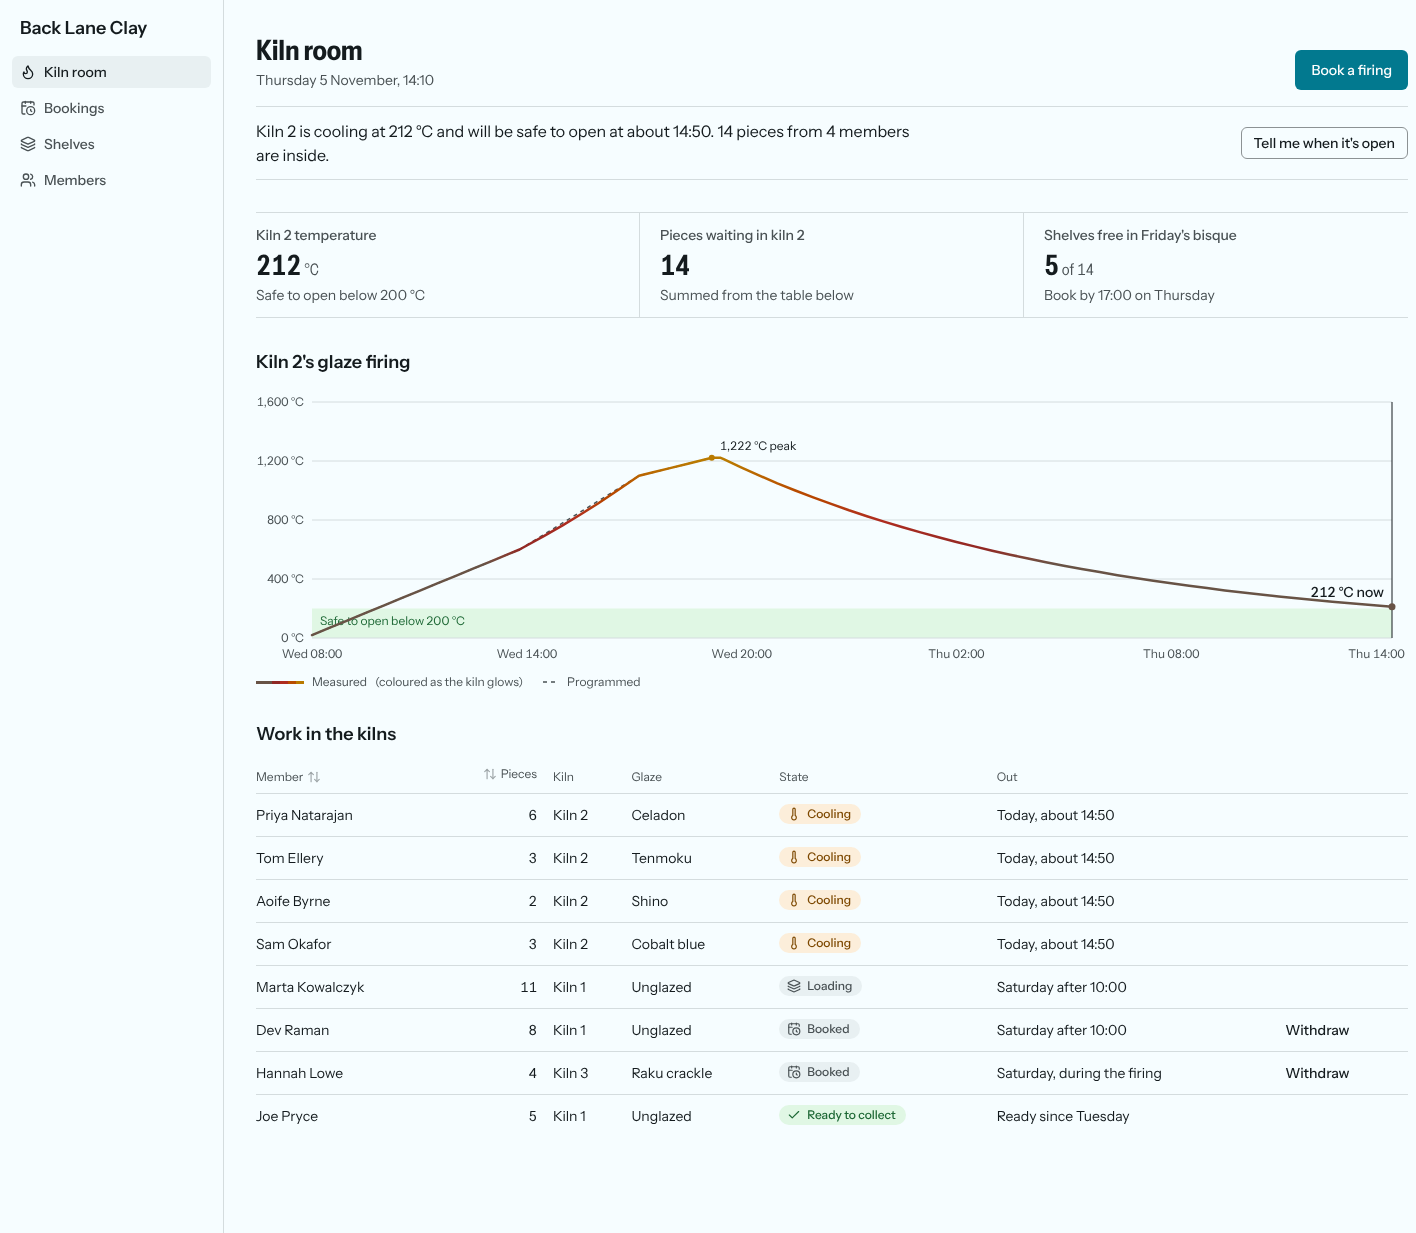 Back Lane Clay
Kiln room
Bookings
Shelves
Members
Kiln room
Thursday 5 November, 14:10
Book a firing
Kiln 2 is cooling at 212 °C and will be safe to open at about 14:50. 14 pieces from 4 members
are inside.
Tell me when it's open
Kiln 2 temperature
212 °C
Safe to open below 200 °C
Pieces waiting in kiln 2
14
Summed from the table below
Shelves free in Friday's bisque
5 of 14
Book by 17:00 on Thursday
Kiln 2's glaze firing
1,600 °C
1,200 °C
800 °C
400 °C
0 °C
1,222 °C peak
212 °C now
Safe to open below 200 °C
Wed 08:00 Wed 14:00 Wed 20:00 Thu 02:00 Thu 08:00 Thu 14:00
Measured (coloured as the kiln glows) Programmed
Work in the kilns
Member Pieces Kiln Glaze State Out
Priya Natarajan 6 Kiln 2 Celadon Cooling Today, about 14:50
Tom Ellery 3 Kiln 2 Tenmoku Cooling Today, about 14:50
Aoife Byrne 2 Kiln 2 Shino Cooling Today, about 14:50
Sam Okafor 3 Kiln 2 Cobalt blue Cooling Today, about 14:50
Marta Kowalczyk 11 Kiln 1 Unglazed Loading Saturday after 10:00
Dev Raman 8 Kiln 1 Unglazed Booked Saturday after 10:00 Withdraw
Hannah Lowe 4 Kiln 3 Raku crackle Booked Saturday, during the firing Withdraw
Joe Pryce 5 Kiln 1 Unglazed Ready to collect Ready since Tuesday